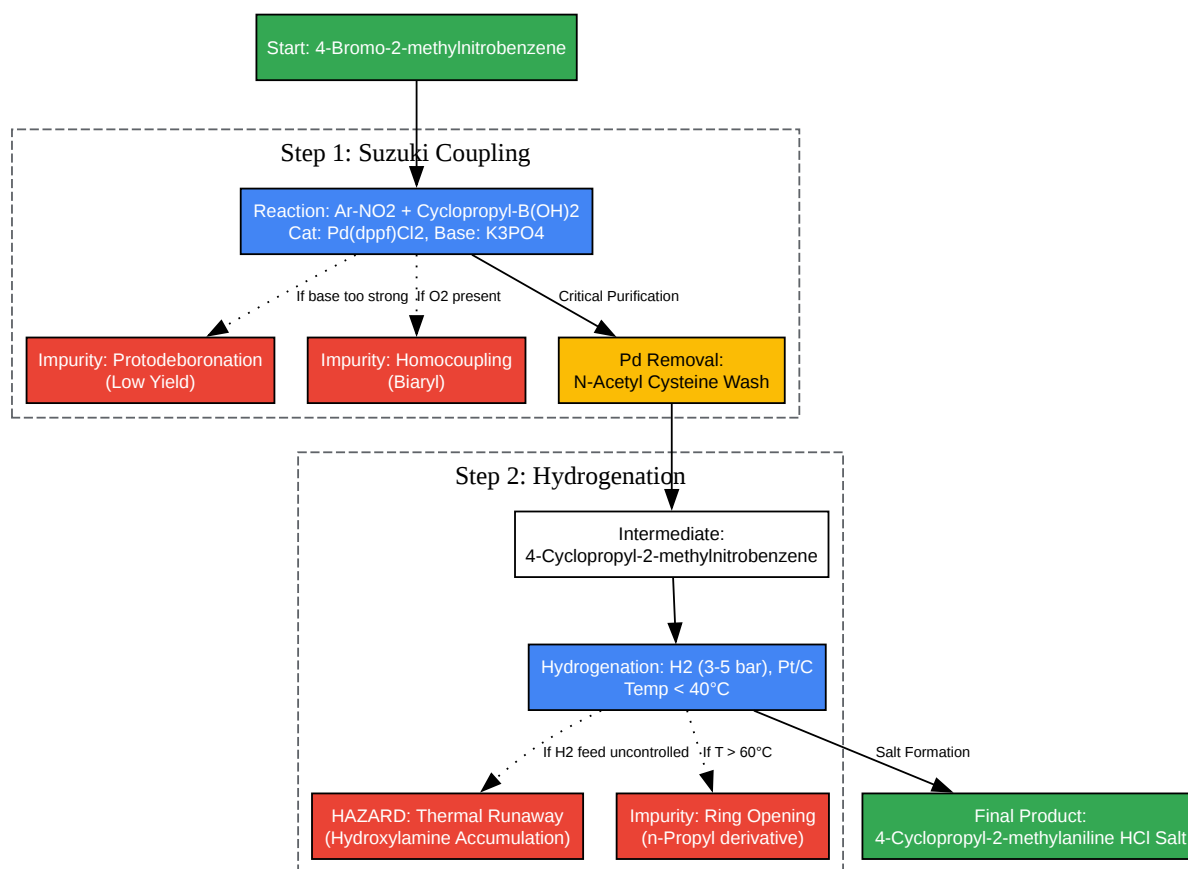 Start: 4-Bromo-2-methylnitrobenzene
Step 1: Suzuki Coupling
Reaction: Ar-NO2 + Cyclopropyl-B(OH)2
Cat: Pd(dppf)Cl2, Base: K3PO4
If base too strong
If O2 present
Critical Purification
Impurity: Protodeboronation
(Low Yield)
Impurity: Homocoupling
(Biaryl)
Pd Removal:
N-Acetyl Cysteine Wash
Step 2: Hydrogenation
Intermediate:
4-Cyclopropyl-2-methylnitrobenzene
Hydrogenation: H2 (3-5 bar), Pt/C
Temp < 40°C
If H2 feed uncontrolled
If T > 60°C
Salt Formation
HAZARD: Thermal Runaway
(Hydroxylamine Accumulation)
Impurity: Ring Opening
(n-Propyl derivative)
Final Product:
4-Cyclopropyl-2-methylaniline HCl Salt